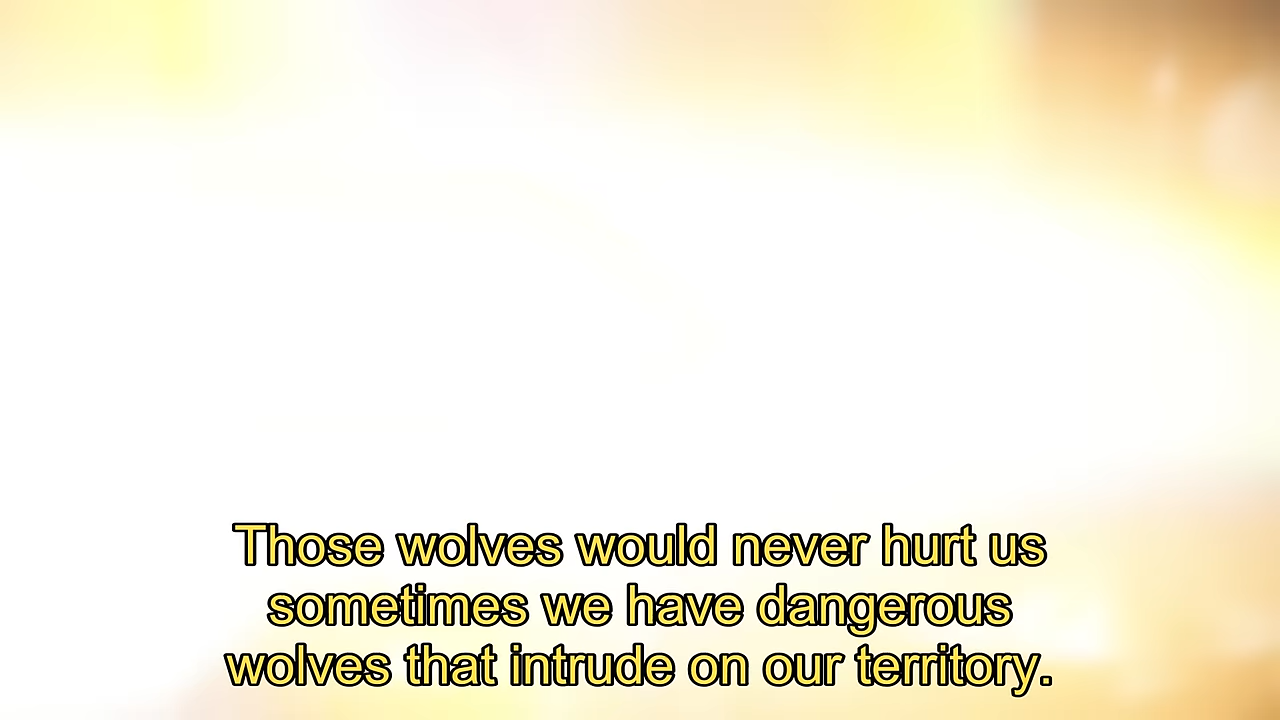 Those wolves would never hurt us
sometimes we have dangerous
wolves that intrude on our territory.